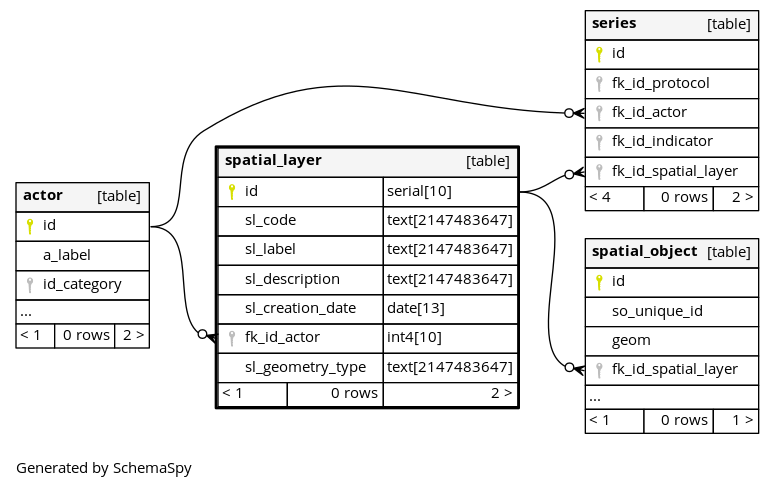 series [table]
id
fk_id_protocol
fk_id_actor
fk_id_indicator
fk_id_spatial_layer
< 4 0 rows 2 >
spatial_layer [table]
id serial[10]
sl_code text[2147483647]
sl_label text[2147483647]
sl_description text[2147483647]
sl_creation_date date[13]
fk_id_actor int4[10]
sl_geometry_type text[2147483647]
< 1 0 rows 2 >
actor [table]
id
a_label
id_category
...
< 1 0 rows 2 >
spatial_object [table]
id
so_unique_id
geom
fk_id_spatial_layer
...
< 1 0 rows 1 >
Generated by SchemaSpy